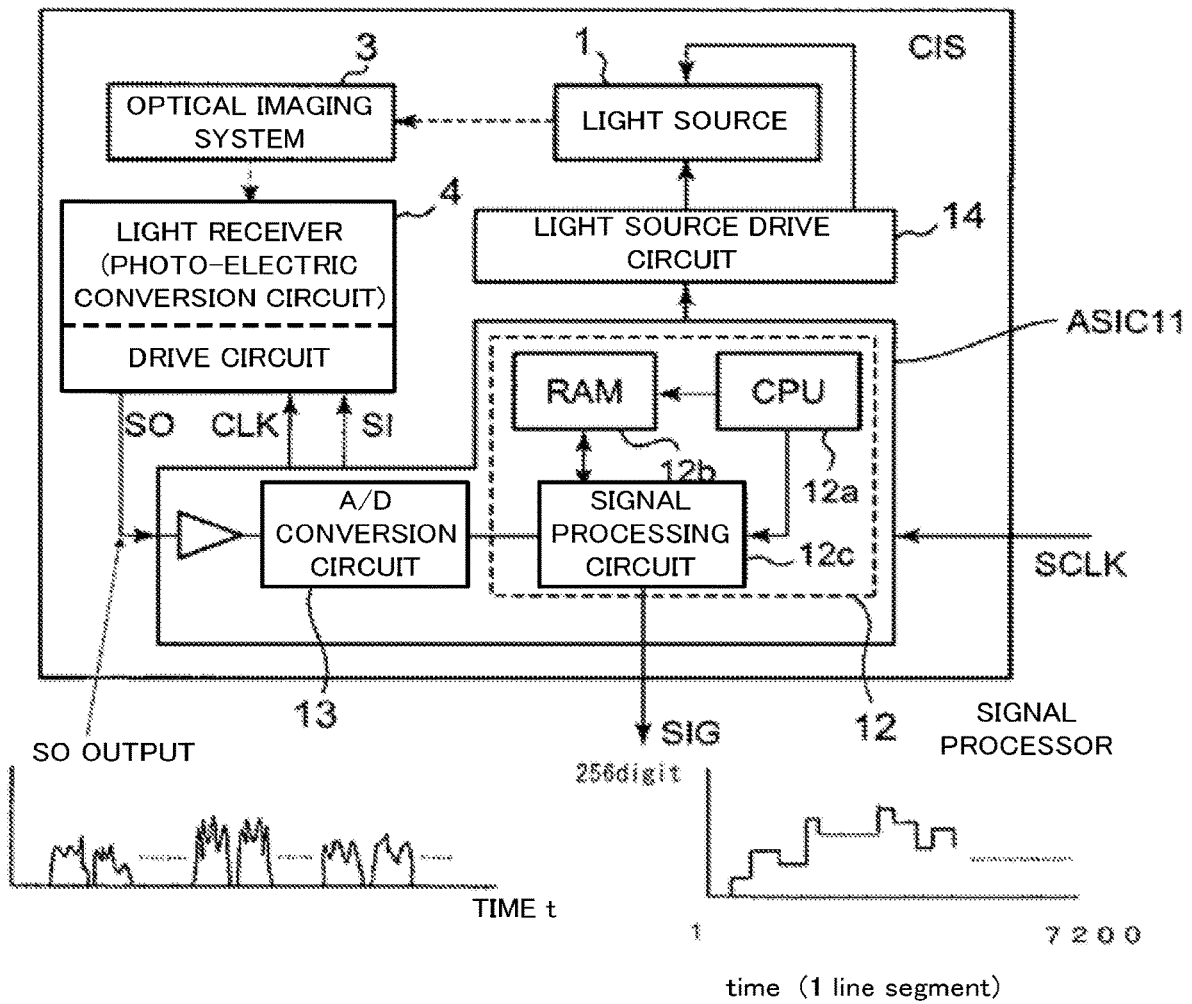 CIS
3
1
OPTICAL IMAGING
SYSTEM
LIGHT SOURCE
4
LIGHT RECEIVER
(PHOTO-ELECTRIC
CONVERSION CIRCUIT)
DRIVE CIRCUIT
LIGHT SOURCE DRIVE
CIRCUIT
14
ASIC11
RAM
CPU
SO
CLK
SI
12b
12a
A/D
CONVERSION
CIRCUIT
SIGNAL
PROCESSING
CIRCUIT
12c
SCLK
13
12
SIGNAL
PROCESSOR
SO OUTPUT
SIG
256digit
TIME t
1
7200
time (1 line segment)